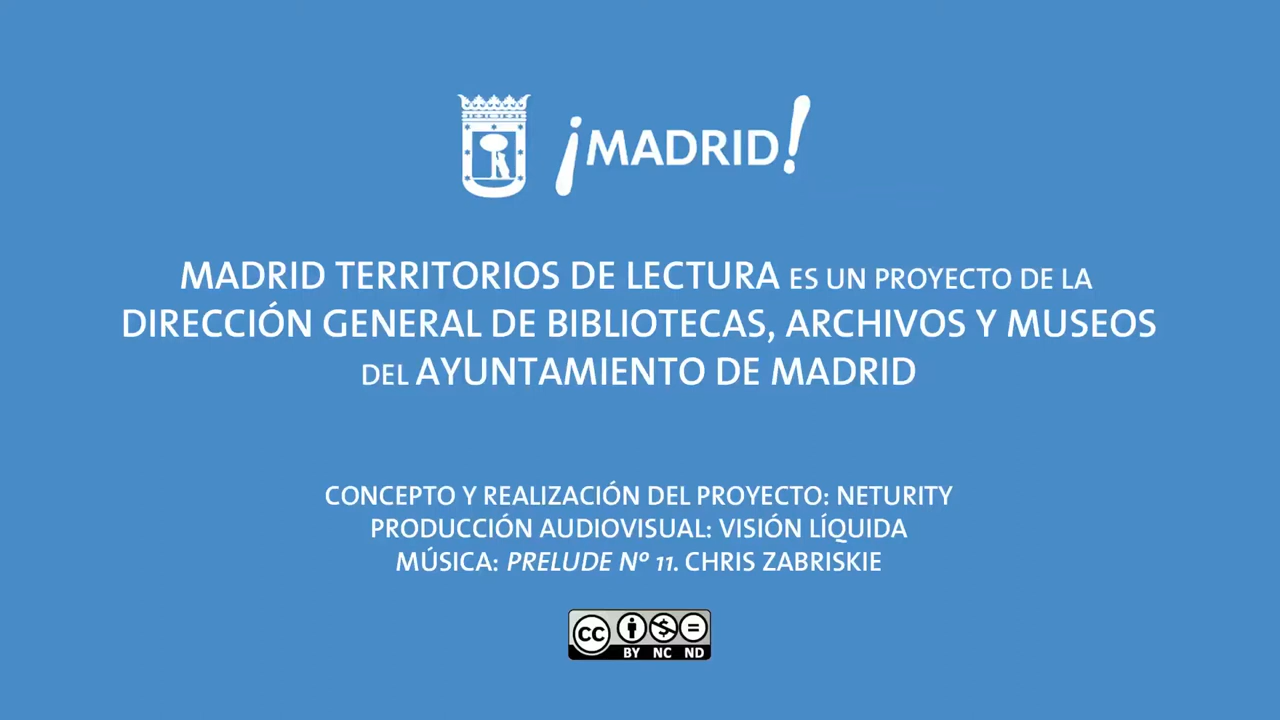 ¡MADRID!
MADRID TERRITORIOS DE LECTURA ES UN PROYECTO DE LA
DIRECCIÓN GENERAL DE BIBLIOTECAS, ARCHIVOS Y MUSEOS
DEL AYUNTAMIENTO DE MADRID
CONCEPTO Y REALIZACIÓN DEL PROYECTO: NETURITY
PRODUCCIÓN AUDIOVISUAL: VISIÓN LÍQUIDA
MÚSICA: PRELUDE Nº 11. CHRIS ZABRISKIE
CC
BY NC ND